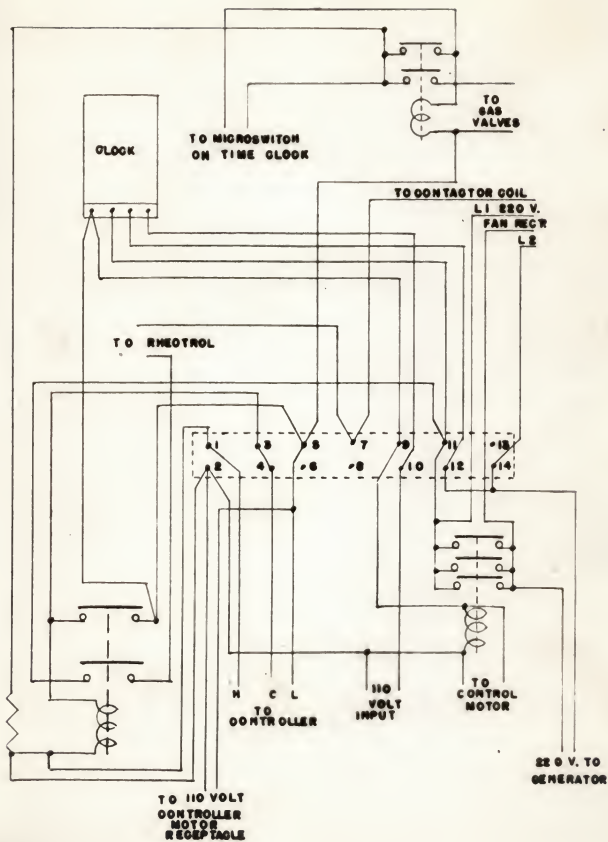 TO MICROSWITCH
ON TIME CLOCK
TO
GAS
VALVES
CLOCK
TO CONTACTOR COIL
L1 220 V.
FAN RECT'R
L2
TO RHEOTROL
1 3 5 7 9 11 13
2 4 6 8 10 12 14
H C L
TO
CONTROLLER
110
VOLT
INPUT
TO
CONTROL
MOTOR
220 V. TO
GENERATOR
TO 110 VOLT
CONTROLLER
MOTOR
RECEPTACLE